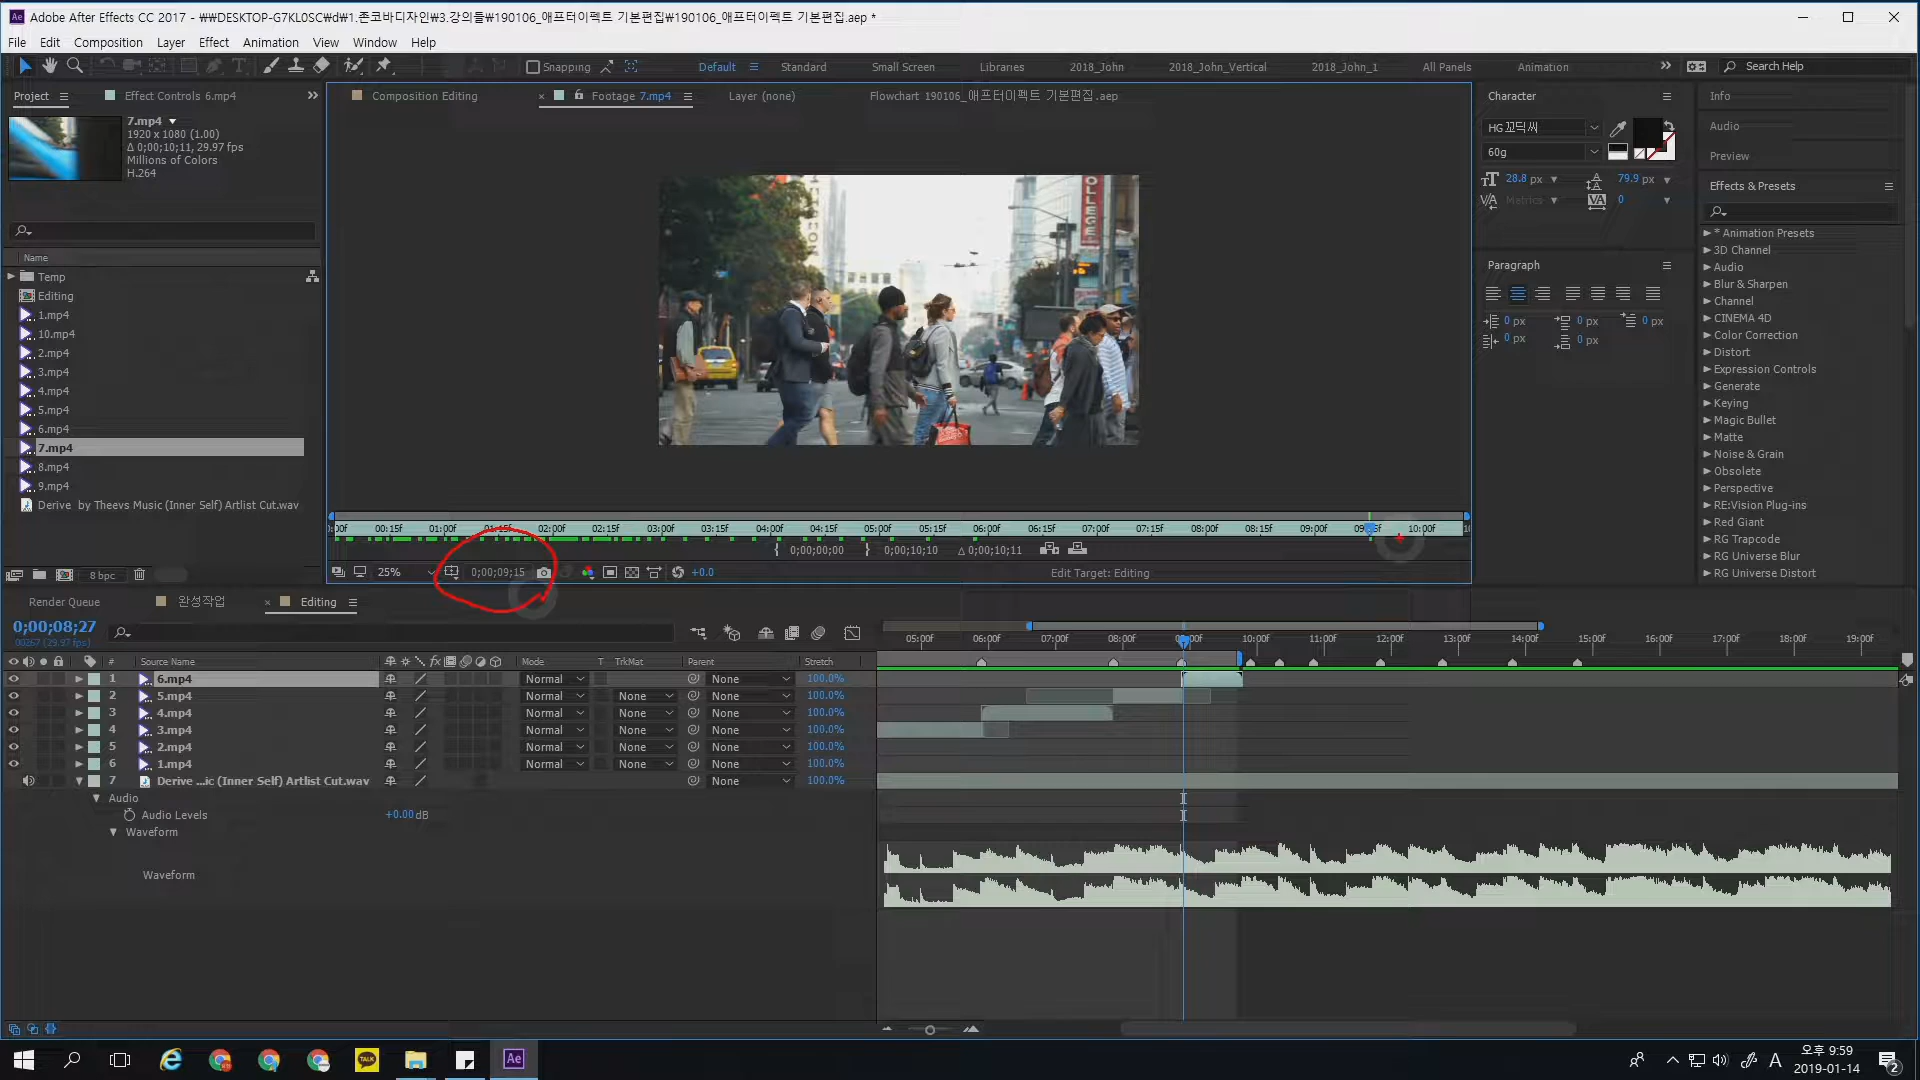 Adobe After Effects CC 2017 - ₩₩DESKTOP-G7KL0SC₩d₩1.존코바디자인₩3.강의들₩190106_애프터이펙트 기본편집₩190106_애프터이펙트 기본편집.aep *
File Edit Composition Layer Effect Animation View Window Help
Snapping Default Standard Small Screen Libraries 2018_John 2018_John_Vertical 2018_John_1 All Panels Animation Search Help
Project Effect Controls 6.mp4
Composition Editing Footage 7.mp4 Layer (none) Flowchart 190106_애프터이펙트 기본편집.aep
7.mp4
1920 x 1080 (1.00)
Δ 0;00;10;11, 29.97 fps
Millions of Colors
H.264
Name
Temp
Editing
1.mp4
10.mp4
2.mp4
3.mp4
4.mp4
5.mp4
6.mp4
7.mp4
8.mp4
9.mp4
Derive by Theevs Music (Inner Self) Artlist Cut.wav
8 bpc
OLLEGE
00:15f 01:00f 01:15f 02:00f 02:15f 03:00f 03:15f 04:00f 04:15f 05:00f 05:15f 06:00f 06:15f 07:00f 07:15f 08:00f 08:15f 09:00f 10:00f
{ 0;00;00;00 } 0;00;10;10 Δ 0;00;10;11
25% 0;00;09;15 +0.0 Edit Target: Editing
Character
60g
28.8 px 79.9 px
Metrics 0
Paragraph
0 px 0 px 0 px
0 px 0 px
Info
Audio
Preview
Effects & Presets
* Animation Presets
3D Channel
Audio
Blur & Sharpen
Channel
CINEMA 4D
Color Correction
Distort
Expression Controls
Generate
Keying
Magic Bullet
Matte
Noise & Grain
Obsolete
Perspective
RE:Vision Plug-ins
Red Giant
RG Trapcode
RG Universe Blur
RG Universe Distort
Render Queue 완성작업 Editing
0;00;08;27
00267 (29.97 fps)
05:00f 06:00f 07:00f 08:00f 10:00f 11:00f 12:00f 13:00f 14:00f 15:00f 16:00f 17:00f 18:00f 19:00f
# Source Name fx Mode T TrkMat Parent Stretch
1 6.mp4 Normal None 100.0%
2 5.mp4 Normal None None 100.0%
3 4.mp4 Normal None None 100.0%
4 3.mp4 Normal None None 100.0%
5 2.mp4 Normal None None 100.0%
6 1.mp4 Normal None None 100.0%
7 Derive ...ic (Inner Self) Artlist Cut.wav None 100.0%
Audio
Audio Levels +0.00 dB
Waveform
Waveform
TALK Ae A 오후 9:59
2019-01-14
2